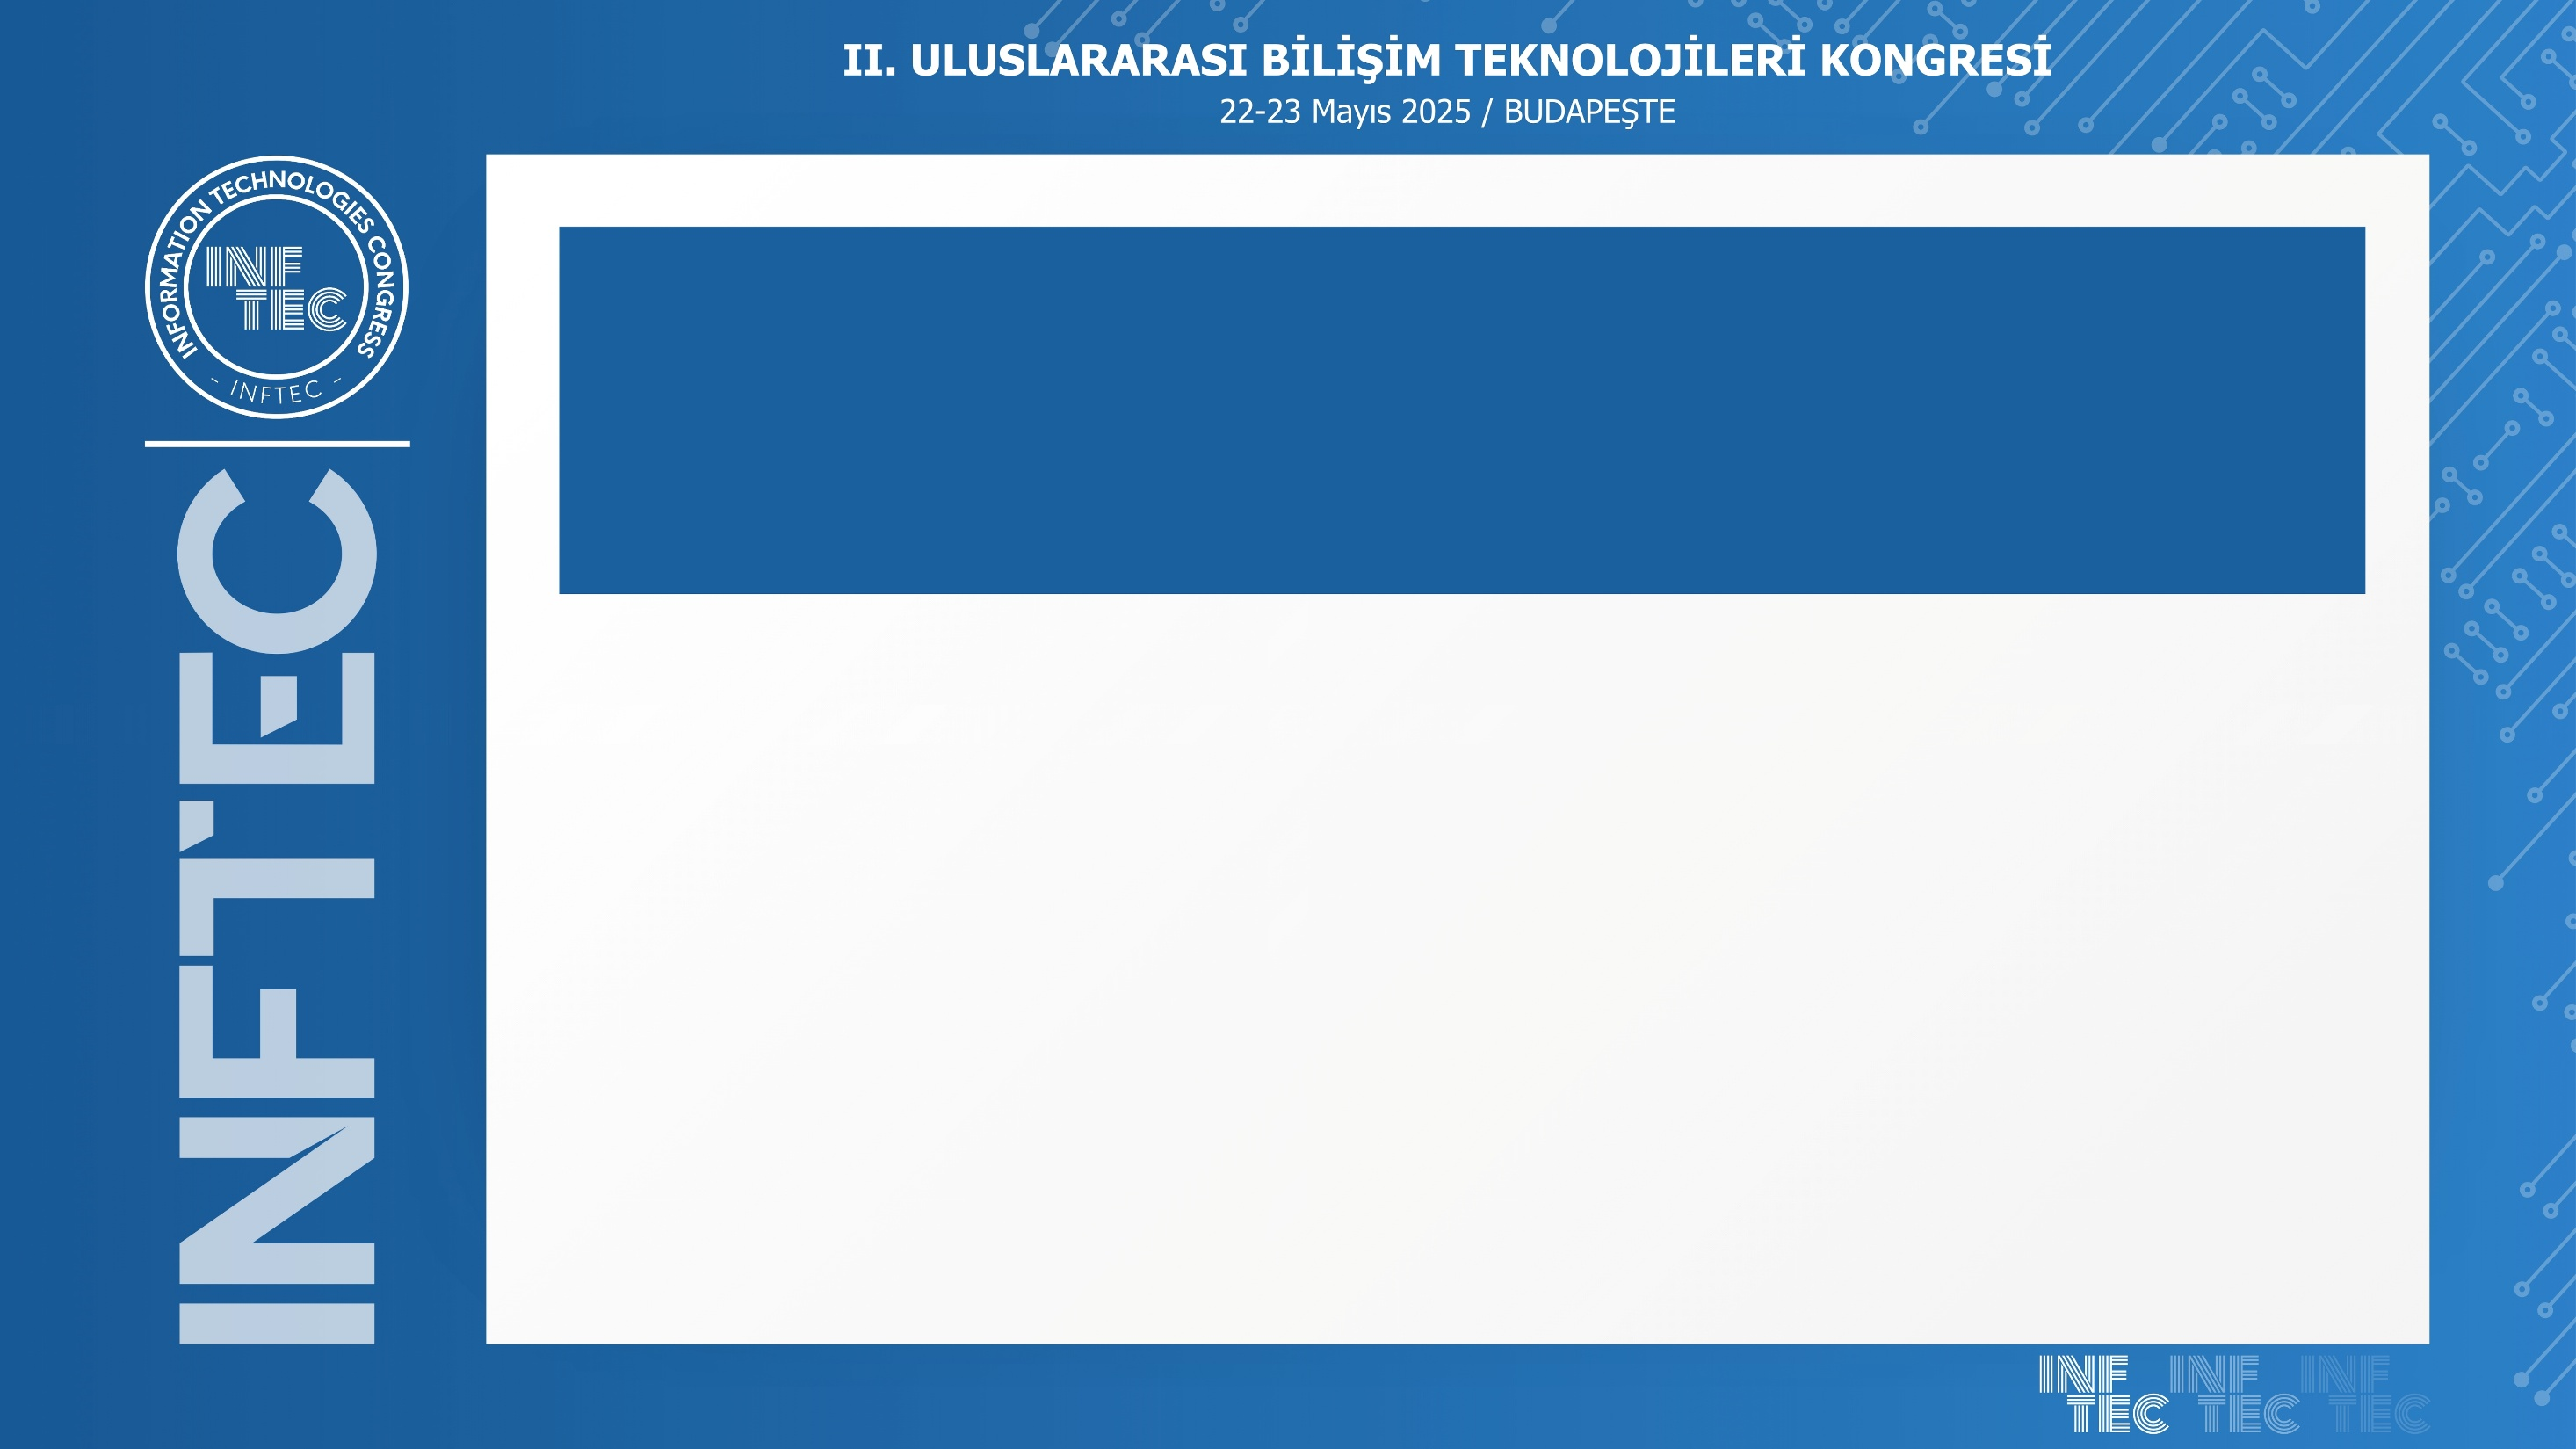 II. ULUSLARARASI BİLİŞİM TEKNOLOJİLERİ KONGRESİ
22-23 Mayıs 2025 / BUDAPEŞTE
INFORMATION TECHNOLOGIES CONGRESS
INF
TEC
- INFTEC -
INFTEC
INF INF INF
TEC TEC TEC